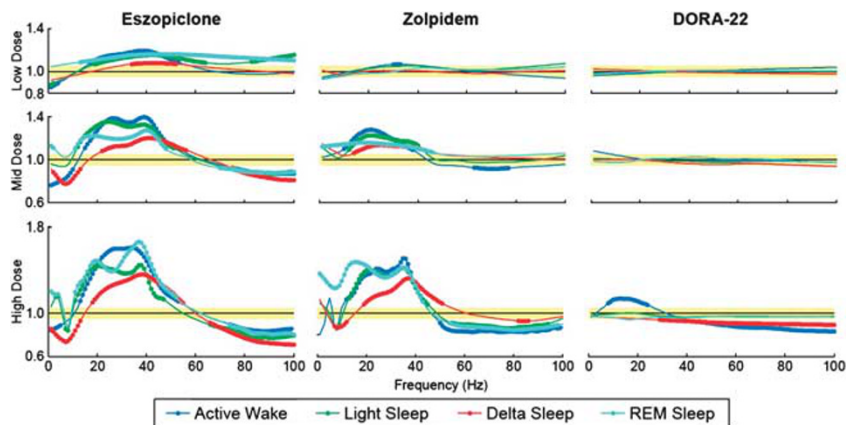 Eszopiclone Zolpidem DORA-22
Low Dose
1.4
1.0
0.8
Mid Dose
1.4
1.0
0.6
High Dose
1.8
1.0
0.6
0 20 40 60 80 100 0 20 40 60 80 100 0 20 40 60 80 100
Frequency (Hz)
Active Wake Light Sleep Delta Sleep REM Sleep